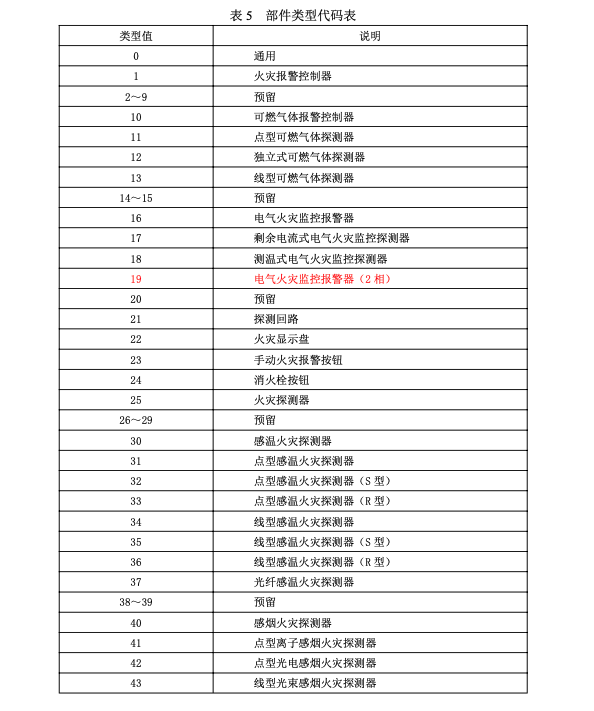 表 5 部件类型代码表
类型值 说明
0 通用
1 火灾报警控制器
2～9 预留
10 可燃气体报警控制器
11 点型可燃气体探测器
12 独立式可燃气体探测器
13 线型可燃气体探测器
14～15 预留
16 电气火灾监控报警器
17 剩余电流式电气火灾监控探测器
18 测温式电气火灾监控探测器
19 电气火灾监控报警器（2 相）
20 预留
21 探测回路
22 火灾显示盘
23 手动火灾报警按钮
24 消火栓按钮
25 火灾探测器
26～29 预留
30 感温火灾探测器
31 点型感温火灾探测器
32 点型感温火灾探测器（S 型）
33 点型感温火灾探测器（R 型）
34 线型感温火灾探测器
35 线型感温火灾探测器（S 型）
36 线型感温火灾探测器（R 型）
37 光纤感温火灾探测器
38～39 预留
40 感烟火灾探测器
41 点型离子感烟火灾探测器
42 点型光电感烟火灾探测器
43 线型光束感烟火灾探测器